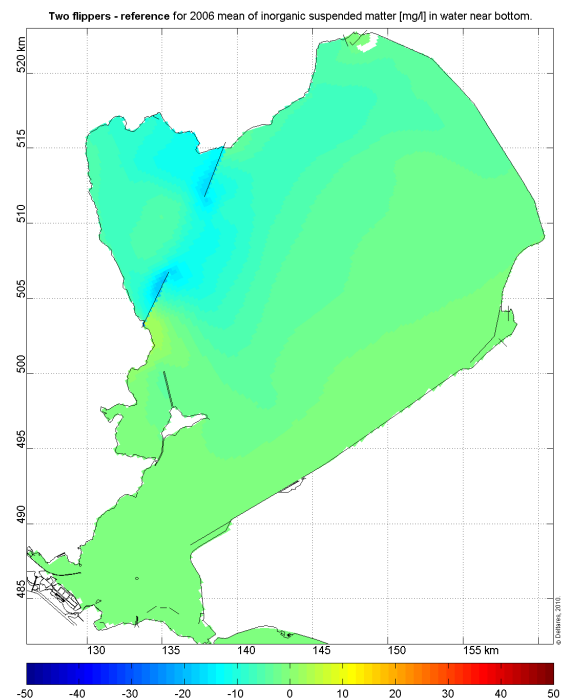 Two flippers - reference for 2006 mean of inorganic suspended matter [mg/l] in water near bottom.
520 km
515
510
505
500
495
490
485
130 135 140 145 150 155 km
© Deltares, 2010.
-50 -40 -30 -20 -10 0 10 20 30 40 50